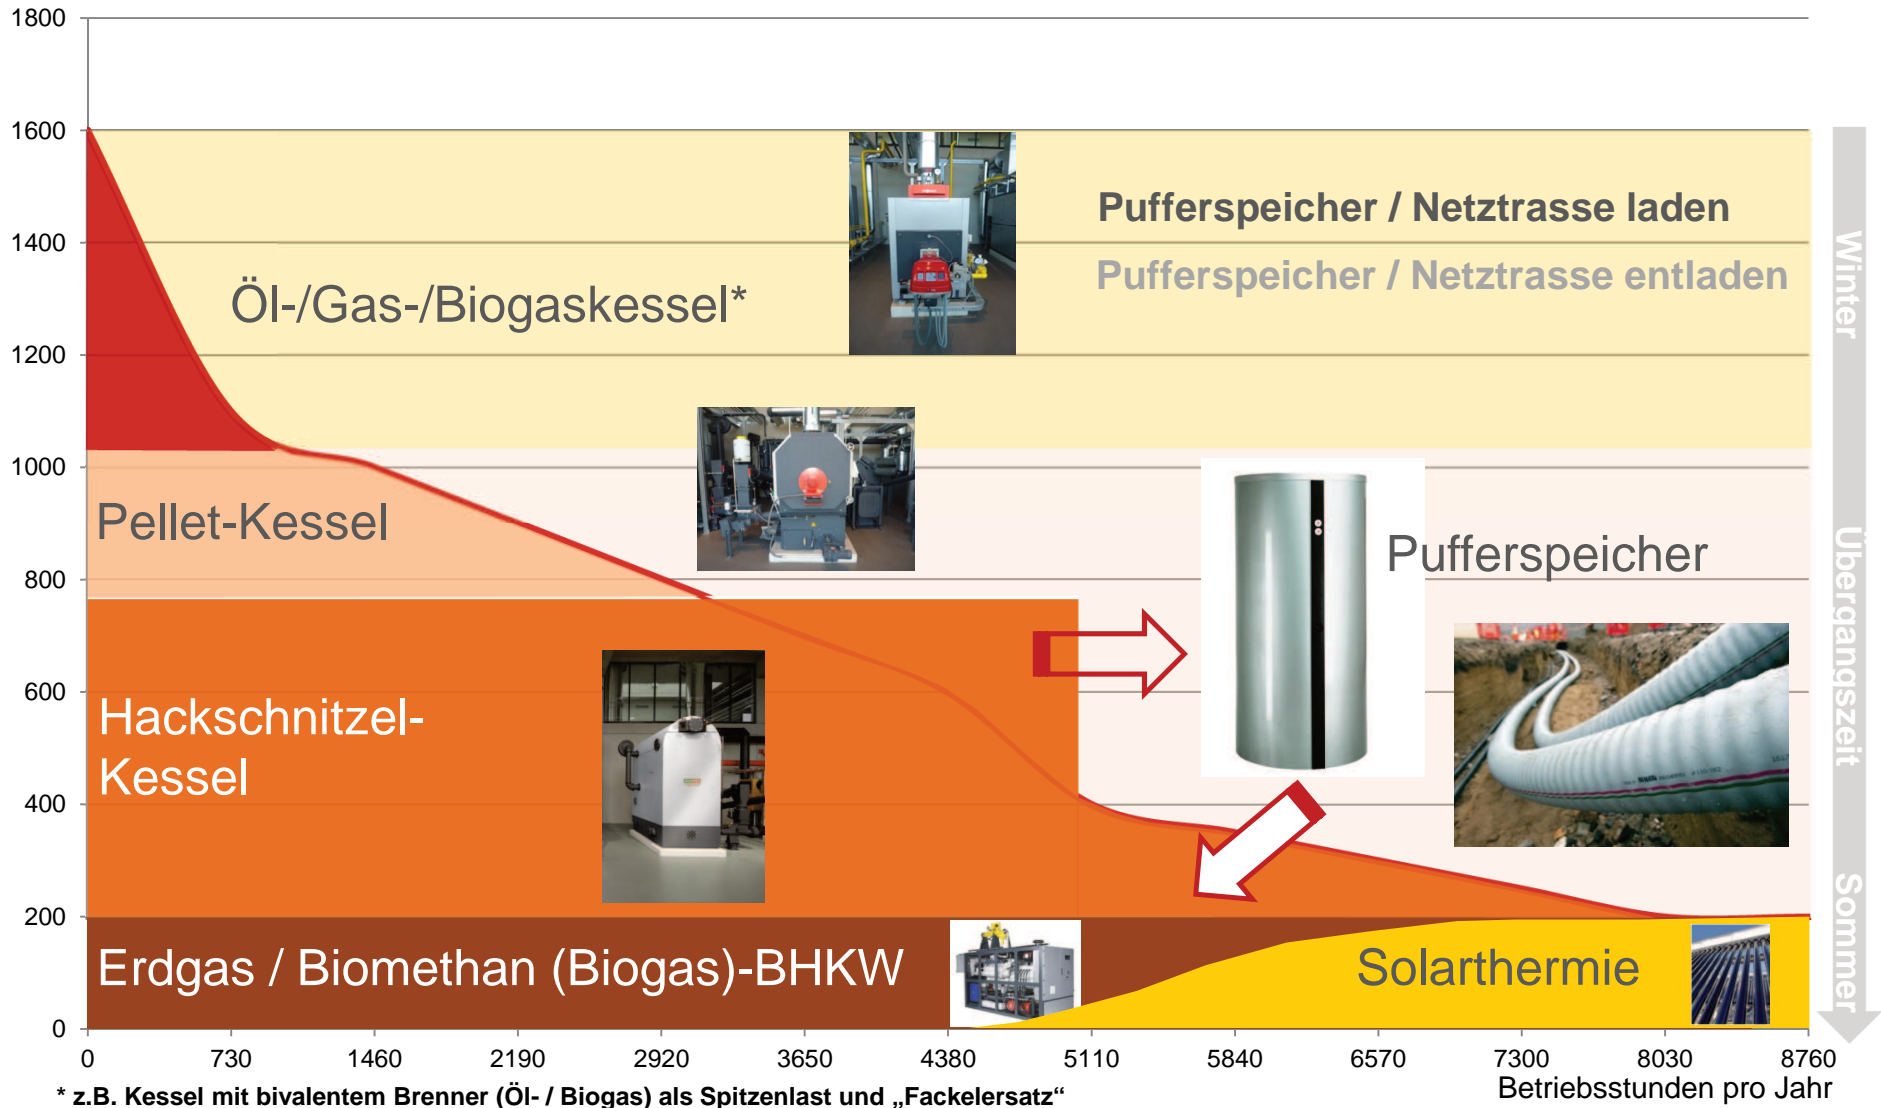 1800
1600
1400
1200
1000
800
600
400
200
0
Pufferspeicher / Netztrasse laden
Pufferspeicher / Netztrasse entladen
Öl-/Gas-/Biogaskessel*
Pellet-Kessel
Pufferspeicher
Hackschnitzel-
Kessel
Erdgas / Biomethan (Biogas)-BHKW
Solarthermie
Winter
Übergangszeit
Sommer
0 730 1460 2190 2920 3650 4380 5110 5840 6570 7300 8030 8760
Betriebsstunden pro Jahr
* z.B. Kessel mit bivalentem Brenner (Öl- / Biogas) als Spitzenlast und „Fackelersatz“